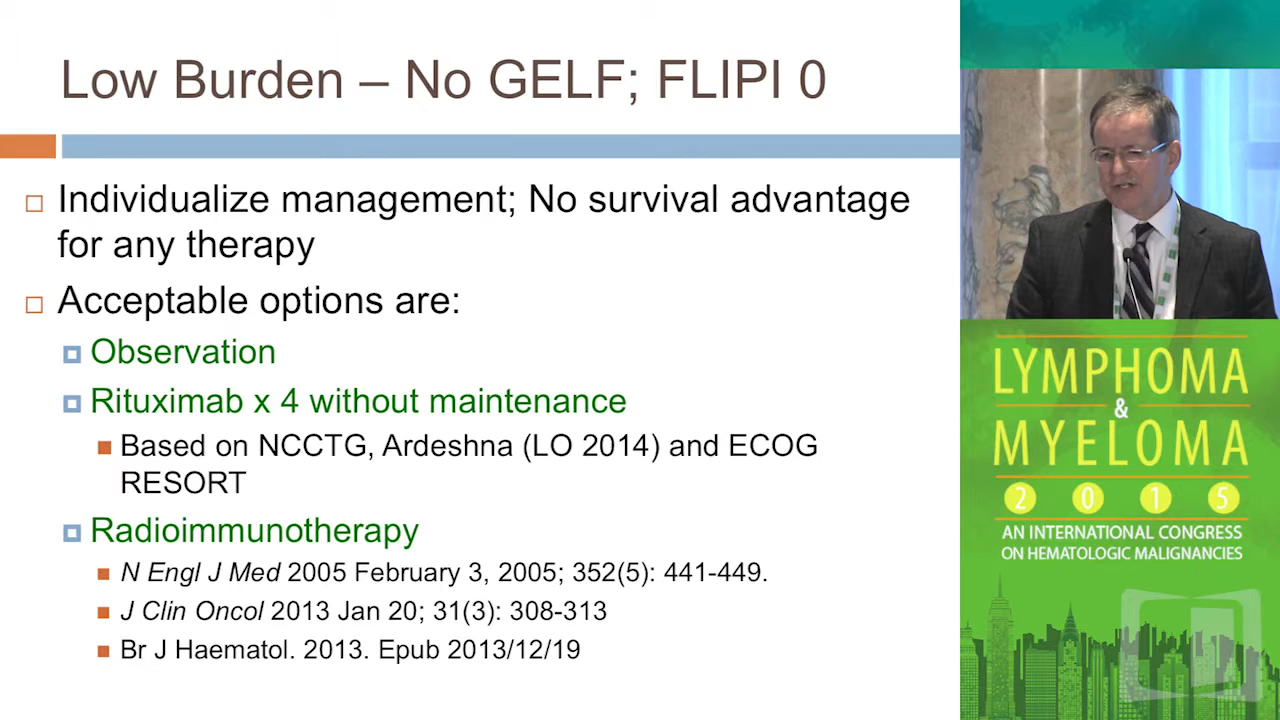 Low Burden – No GELF; FLIPI 0
Individualize management; No survival advantage
for any therapy
Acceptable options are:
Observation
Rituximab x 4 without maintenance
Based on NCCTG, Ardeshna (LO 2014) and ECOG
RESORT
Radioimmunotherapy
N Engl J Med 2005 February 3, 2005; 352(5): 441-449.
J Clin Oncol 2013 Jan 20; 31(3): 308-313
Br J Haematol. 2013. Epub 2013/12/19
LYMPHOMA
&
MYELOMA
2 0 1 5
AN INTERNATIONAL CONGRESS
ON HEMATOLOGIC MALIGNANCIES